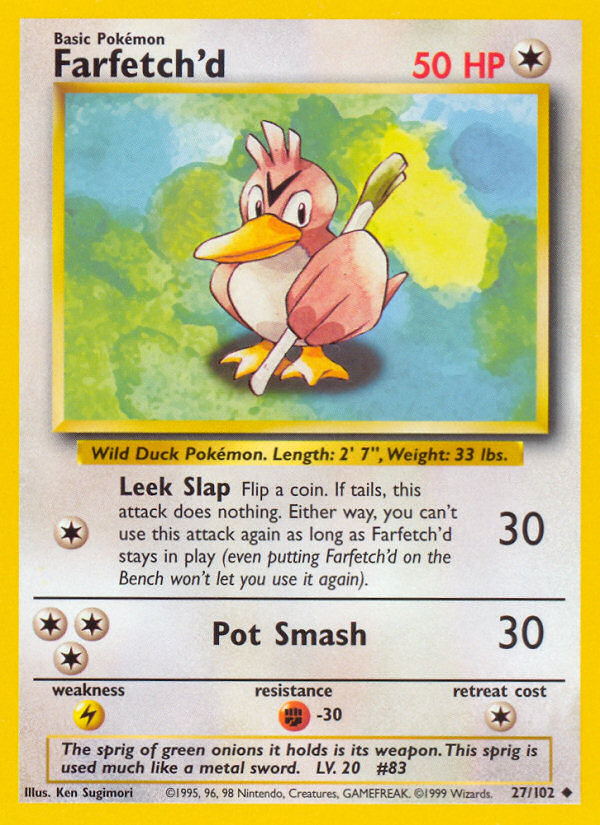 Basic Pokémon
Farfetch'd
50 HP
Wild Duck Pokémon. Length: 2' 7", Weight: 33 lbs.
Leek Slap Flip a coin. If tails, this
attack does nothing. Either way, you can't
use this attack again as long as Farfetch'd
stays in play (even putting Farfetch'd on the
Bench won't let you use it again).
30
Pot Smash
30
weakness
resistance
retreat cost
-30
The sprig of green onions it holds is its weapon. This sprig is
used much like a metal sword. LV. 20 #83
Illus. Ken Sugimori ©1995, 96, 98 Nintendo, Creatures, GAMEFREAK. ©1999 Wizards. 27/102